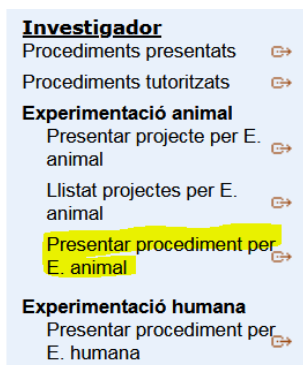 Investigador
Procediments presentats
Procediments tutoritzats
Experimentació animal
Presentar projecte per E.
animal
Llistat projectes per E.
animal
Presentar procediment per
E. animal
Experimentació humana
Presentar procediment per
E. humana